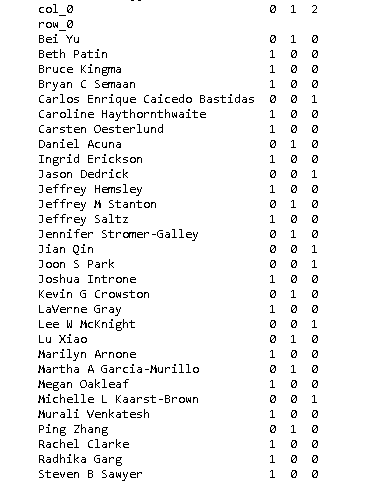 col_0 0 1 2
row_0
Bei Yu 0 1 0
Beth Patin 1 0 0
Bruce Kingma 1 0 0
Bryan C Semaan 1 0 0
Carlos Enrique Caicedo Bastidas 0 0 1
Caroline Haythornthwaite 1 0 0
Carsten Oesterlund 1 0 0
Daniel Acuna 0 1 0
Ingrid Erickson 1 0 0
Jason Dedrick 0 0 1
Jeffrey Hemsley 1 0 0
Jeffrey M Stanton 0 1 0
Jeffrey Saltz 1 0 0
Jennifer Stromer-Galley 0 1 0
Jian Qin 0 0 1
Joon S Park 0 0 1
Joshua Introne 1 0 0
Kevin G Crowston 0 1 0
LaVerne Gray 1 0 0
Lee W McKnight 0 0 1
Lu Xiao 0 1 0
Marilyn Arnone 1 0 0
Martha A Garcia-Murillo 0 1 0
Megan Oakleaf 1 0 0
Michelle L Kaarst-Brown 0 0 1
Murali Venkatesh 1 0 0
Ping Zhang 0 1 0
Rachel Clarke 1 0 0
Radhika Garg 1 0 0
Steven B Sawyer 1 0 0